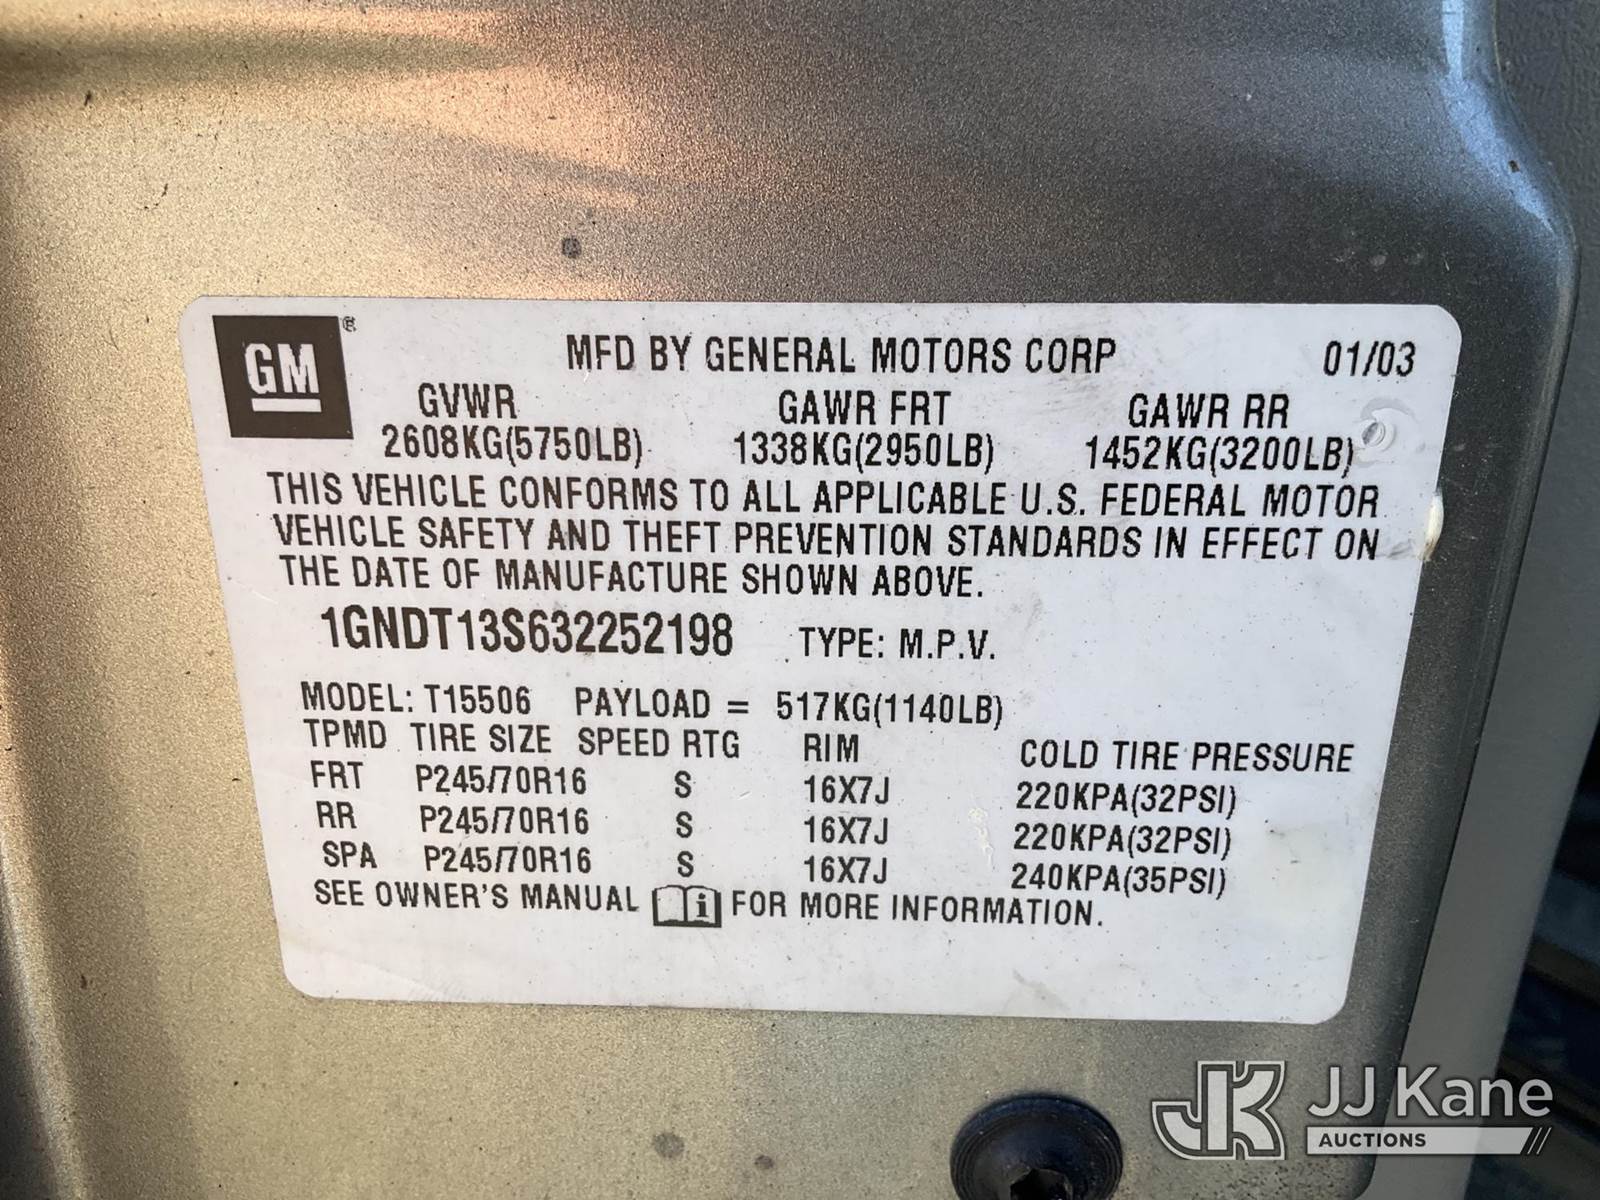 GM ® MFD BY GENERAL MOTORS CORP 01/03
GVWR GAWR FRT GAWR RR
2608KG(5750LB) 1338KG(2950LB) 1452KG(3200LB)
THIS VEHICLE CONFORMS TO ALL APPLICABLE U.S. FEDERAL MOTOR
VEHICLE SAFETY AND THEFT PREVENTION STANDARDS IN EFFECT ON
THE DATE OF MANUFACTURE SHOWN ABOVE.
1GNDT13S632252198 TYPE: M.P.V.
MODEL: T15506 PAYLOAD = 517KG(1140LB)
TPMD TIRE SIZE SPEED RTG RIM COLD TIRE PRESSURE
FRT P245/70R16 S 16X7J 220KPA(32PSI)
RR P245/70R16 S 16X7J 220KPA(32PSI)
SPA P245/70R16 S 16X7J 240KPA(35PSI)
SEE OWNER'S MANUAL i FOR MORE INFORMATION.
JK JJ Kane
AUCTIONS